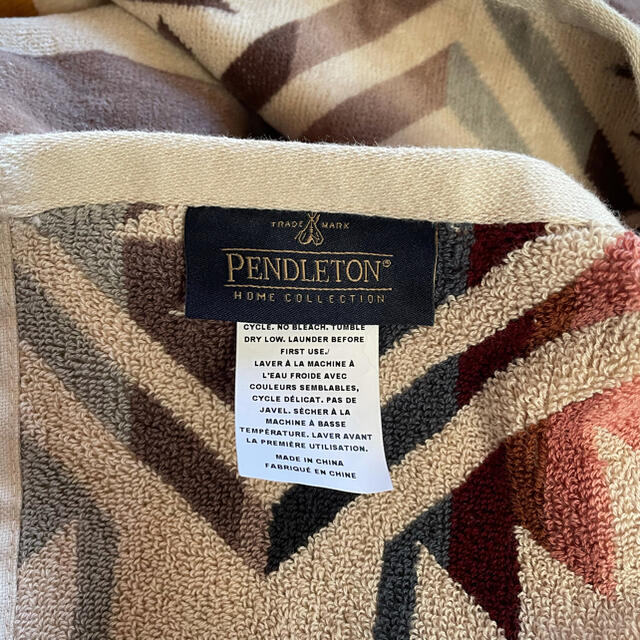 TRADE MARK
PENDLETON®
HOME COLLECTION
CYCLE. NO BLEACH. TUMBLE
DRY LOW. LAUNDER BEFORE
FIRST USE./
LAVER À LA MACHINE À
L'EAU FROIDE AVEC
COULEURS SEMBLABLES,
CYCLE DÉLICAT. PAS DE
JAVEL. SÈCHER À LA
MACHINE À BASSE
TEMPÉRATURE. LAVER AVANT
LA PREMIÈRE UTILISATION.
MADE IN CHINA
FABRIQUÉ EN CHINE